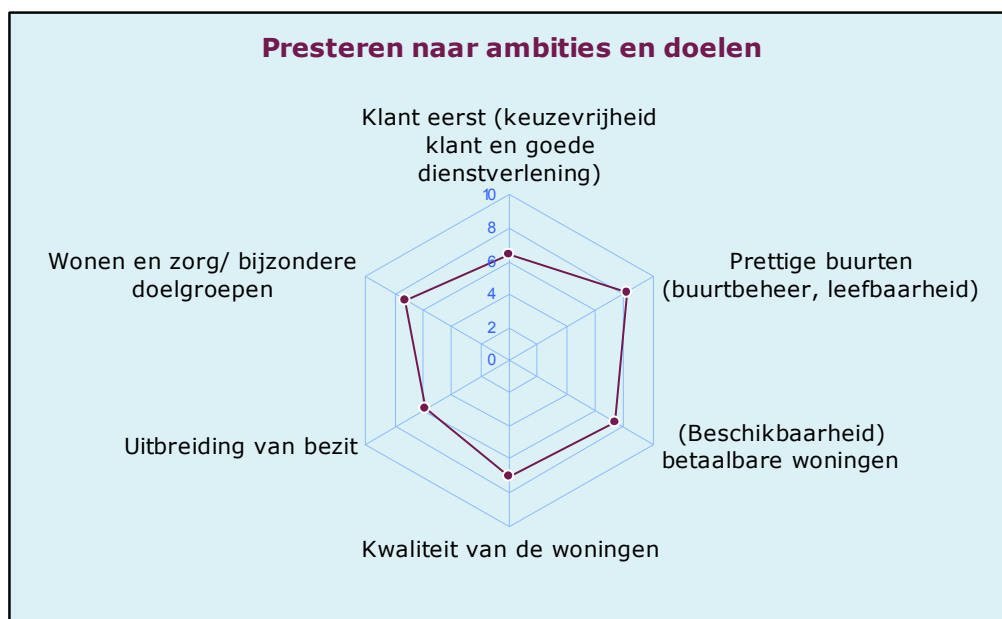 Presteren naar ambities en doelen
Klant eerst (keuzevrijheid
klant en goede
dienstverlening)
10
8
6
4
2
0
Wonen en zorg/ bijzondere
doelgroepen
Prettige buurten
(buurtbeheer, leefbaarheid)
Uitbreiding van bezit
(Beschikbaarheid)
betaalbare woningen
Kwaliteit van de woningen